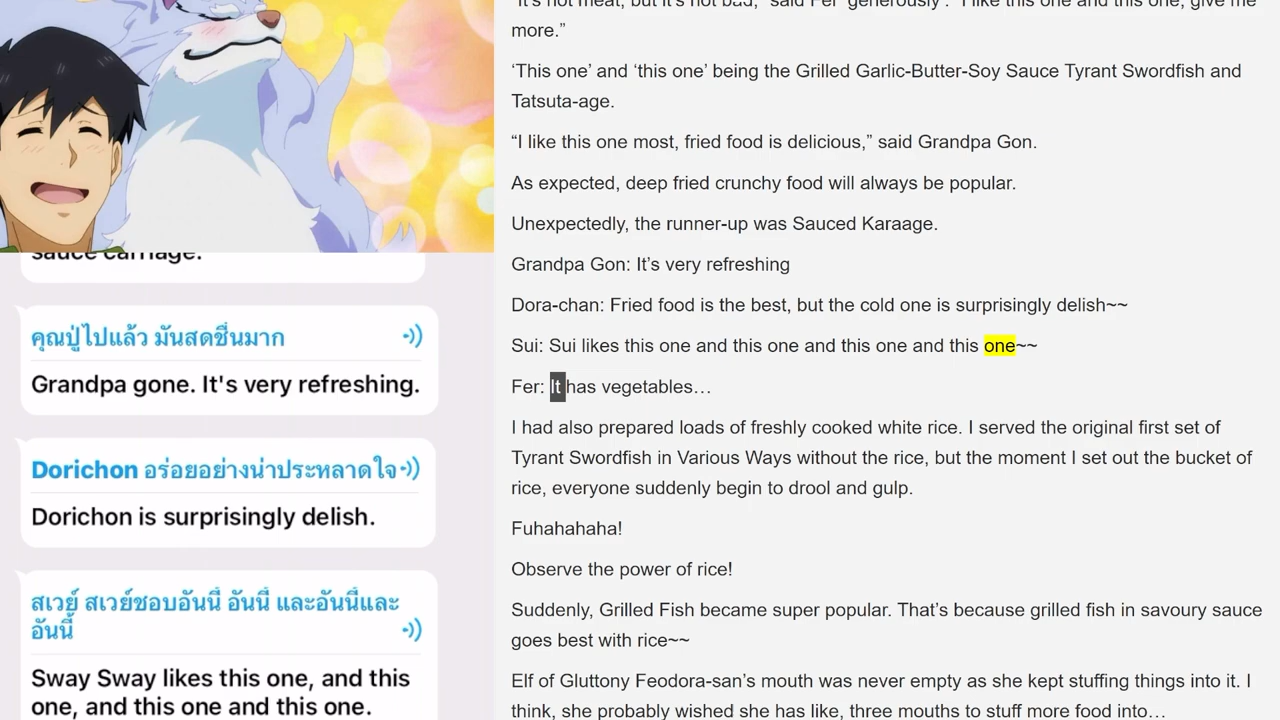 sauce carriage.
คุณปู่ไปแล้ว มันสดชื่นมาก
Grandpa gone. It's very refreshing.
Dorichon อร่อยอย่างน่าประหลาดใจ
Dorichon is surprisingly delish.
สเวย์ สเวย์ชอบอันนี้ อันนี้ และอันนี้และ
อันนี้
Sway Sway likes this one, and this
one, and this one and this one.
“It’s not meat, but it’s not bad,” said Fer ‘generously’. “I like this one and this one, give me
more.”
‘This one’ and ‘this one’ being the Grilled Garlic-Butter-Soy Sauce Tyrant Swordfish and
Tatsuta-age.
“I like this one most, fried food is delicious,” said Grandpa Gon.
As expected, deep fried crunchy food will always be popular.
Unexpectedly, the runner-up was Sauced Karaage.
Grandpa Gon: It’s very refreshing
Dora-chan: Fried food is the best, but the cold one is surprisingly delish~~
Sui: Sui likes this one and this one and this one and this one~~
Fer: It has vegetables…
I had also prepared loads of freshly cooked white rice. I served the original first set of
Tyrant Swordfish in Various Ways without the rice, but the moment I set out the bucket of
rice, everyone suddenly begin to drool and gulp.
Fuhahahaha!
Observe the power of rice!
Suddenly, Grilled Fish became super popular. That’s because grilled fish in savoury sauce
goes best with rice~~
Elf of Gluttony Feodora-san’s mouth was never empty as she kept stuffing things into it. I
think, she probably wished she has like, three mouths to stuff more food into…